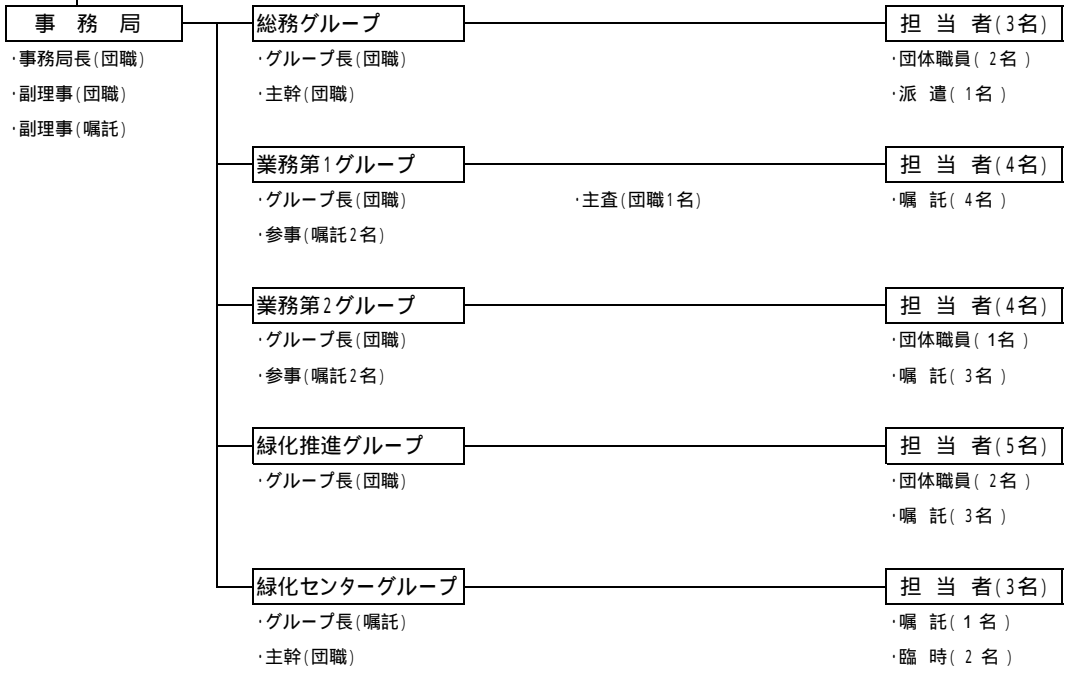 事 務 局
総務グループ
担 当 者(3名)
·事務局長(団職)
·グループ長(団職)
·団体職員( 2名 )
·副理事(団職)
·主幹(団職)
·派 遣( 1名 )
·副理事(嘱託)
業務第1グループ
担 当 者(4名)
·グループ長(団職)
·主査(団職1名)
·嘱 託( 4名 )
·参事(嘱託2名)
業務第2グループ
担 当 者(4名)
·グループ長(団職)
·団体職員( 1名 )
·参事(嘱託2名)
·嘱 託( 3名 )
緑化推進グループ
担 当 者(5名)
·グループ長(団職)
·団体職員( 2名 )
·嘱 託( 3名 )
緑化センターグループ
担 当 者(3名)
·グループ長(嘱託)
·嘱 託( 1 名 )
·主幹(団職)
·臨 時( 2 名 )